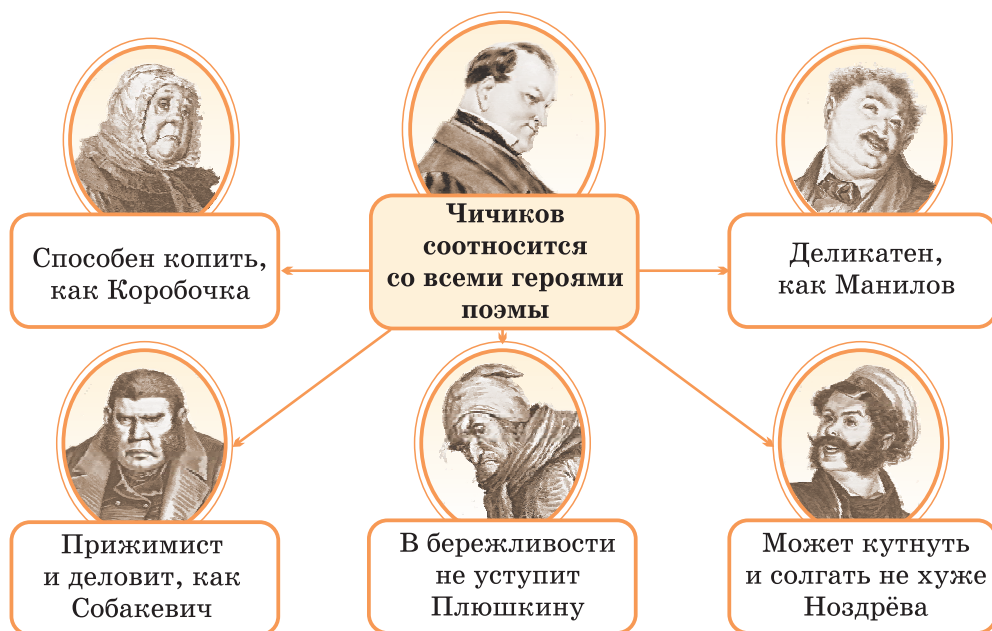 Чичиков
соотносится
со всеми героями
поэмы
Способен копить,
как Коробочка
Деликатен,
как Манилов
Прижимист
и деловит, как
Собакевич
В бережливости
не уступит
Плюшкину
Может кутнуть
и солгать не хуже
Ноздрёва